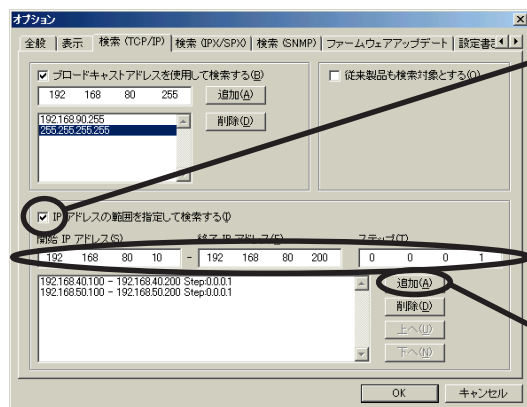 オプション
全般 表示 検索 (TCP/IP) 検索 (IPX/SPX) 検索 (SNMP) ファームウェアアップデート 設定書
ブロードキャストアドレスを使用して検索する(B)
従来製品も検索対象とする(O)
192 168 80 255 追加(A)
192.168.90.255
255.255.255.255
削除(D)
IP アドレスの範囲を指定して検索する(I)
開始 IP アドレス(S) 終了 IP アドレス(E) ステップ(T)
192 168 80 10 - 192 168 80 200 0 0 0 1
192.168.40.100 - 192.168.40.200 Step:0.0.0.1
192.168.50.100 - 192.168.50.200 Step:0.0.0.1
追加(A)
削除(D)
上へ(U)
下へ(N)
OK キャンセル